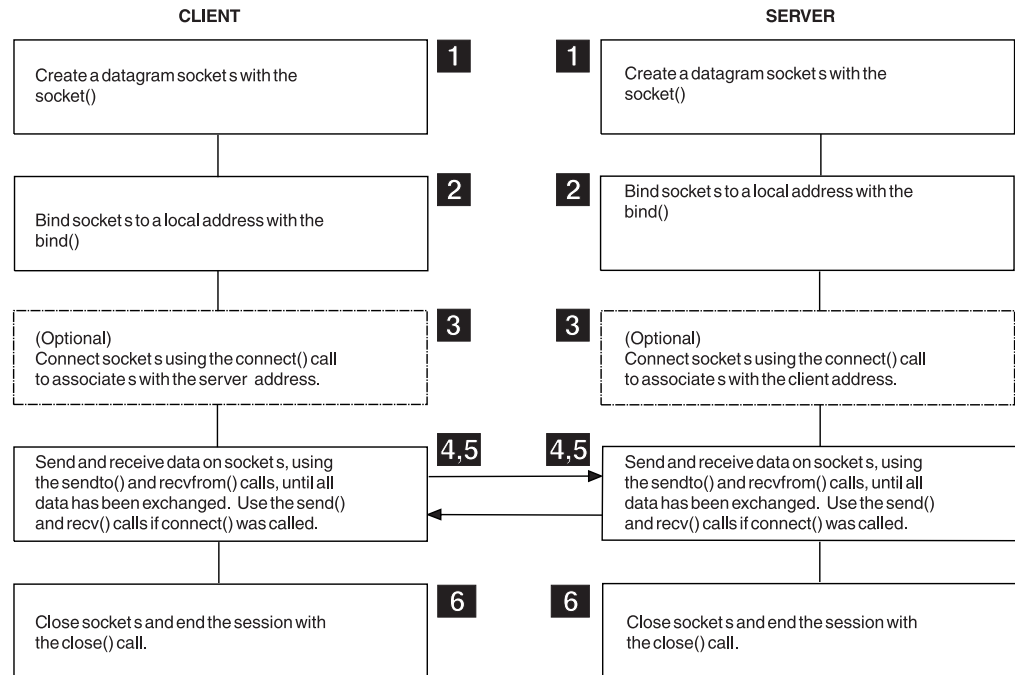 CLIENT
1
Create a datagram socket s with the
socket()
2
Bind socket s to a local address with the
bind()
3
(Optional)
Connect socket s using the connect() call
to associate s with the server address.
4,5
Send and receive data on socket s, using
the sendto() and recvfrom() calls, until all
data has been exchanged. Use the send()
and recv() calls if connect() was called.
6
Close socket s and end the session with
the close() call.
SERVER
1
Create a datagram socket s with the
socket()
2
Bind socket s to a local address with the
bind()
3
(Optional)
Connect socket s using the connect() call
to associate s with the client address.
4,5
Send and receive data on socket s, using
the sendto() and recvfrom() calls, until all
data has been exchanged. Use the send()
and recv() calls if connect() was called.
6
Close socket s and end the session with
the close() call.